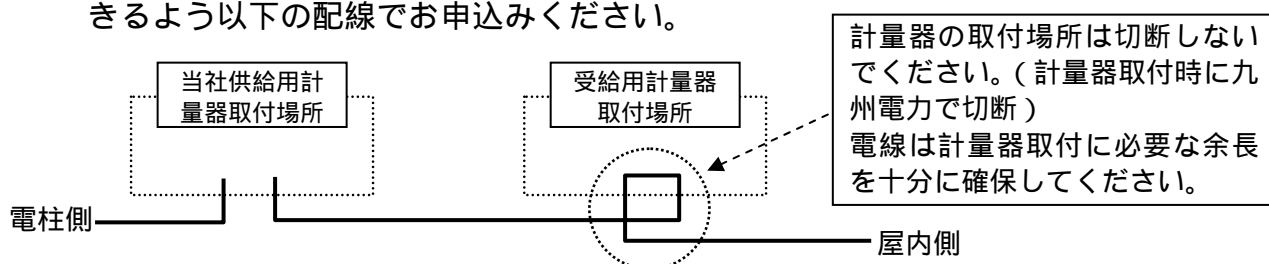 きるよう以下の配線でお申込みください。
計量器の取付場所は切断しない
でください。(計量器取付時に九
州電力で切断)
電線は計量器取付に必要な余長
を十分に確保してください。
当社供給用計
量器取付場所
受給用計量器
取付場所
電柱側
屋内側